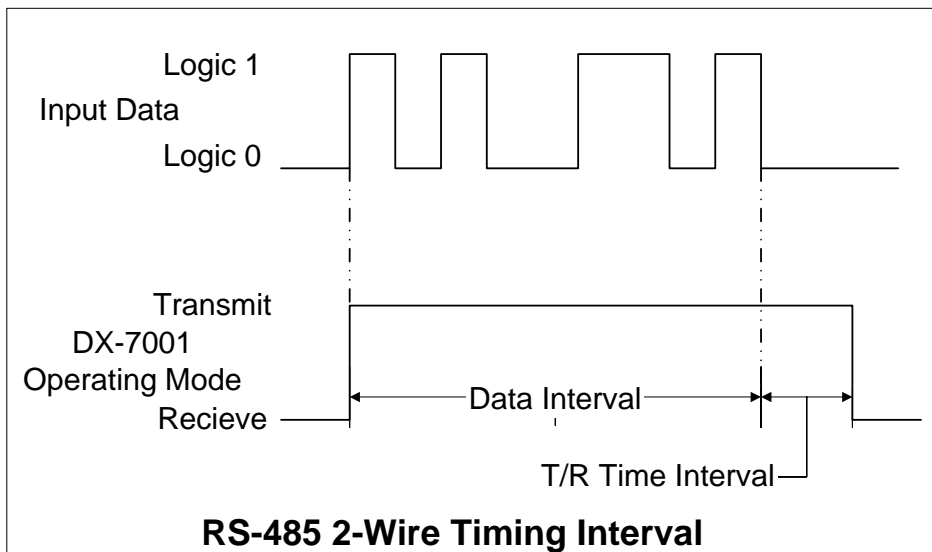 Logic 1
Input Data
Logic 0
Transmit
DX-7001
Operating Mode
Recieve
Data Interval
T/R Time Interval
RS-485 2-Wire Timing Interval